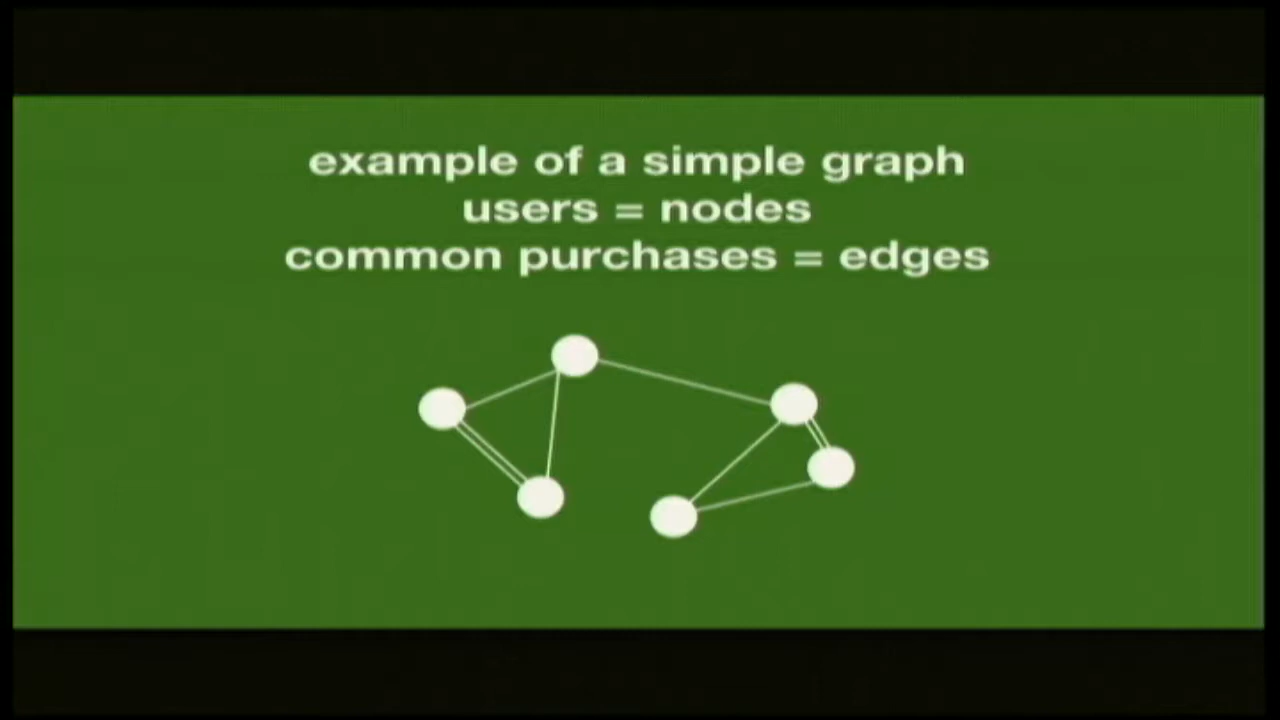 example of a simple graph
users = nodes
common purchases = edges